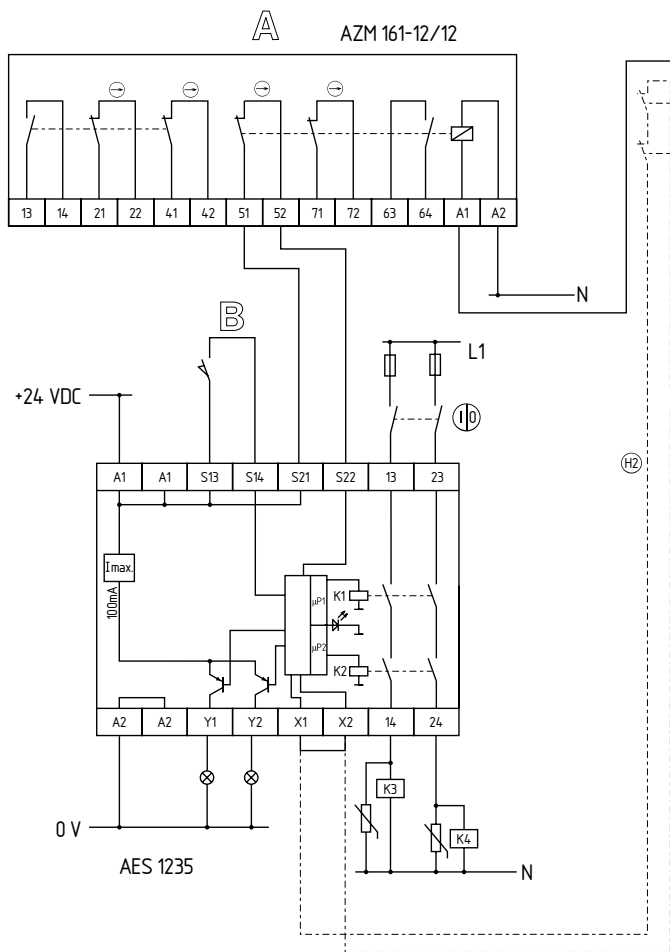 A
AZM 161-12/12
13 14 21 22 41 42 51 52 71 72 63 64 A1 A2
N
B
L1
+24 VDC
I 0
H2
A1 A1 S13 S14 S21 S22 13 23
Imax.
100mA
µP1
K1
µP2
K2
A2 A2 Y1 Y2 X1 X2 14 24
K3
0 V
K4
AES 1235
N